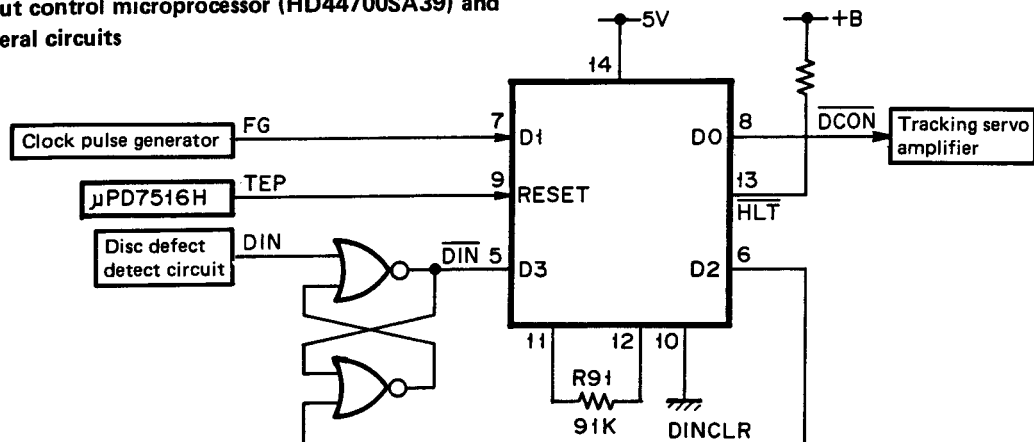 ut control microprocessor (HD44700SA39) and
eral circuits
5V
+B
14
Clock pulse generator
FG
7
D1
D0
8
DCON
Tracking servo
amplifier
µPD7516H
TEP
9
RESET
13
HLT
Disc defect
detect circuit
DIN
DIN
5
D3
D2
6
11
12
10
R91
91K
DINCLR